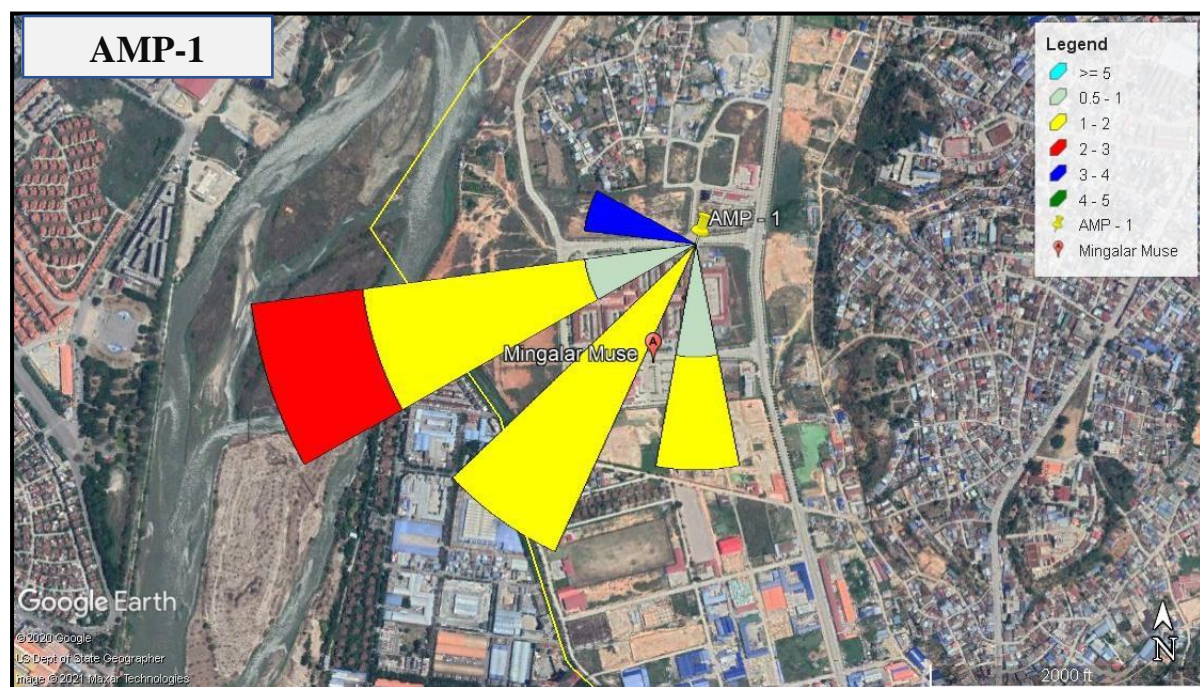 AMP-1
Legend
>= 5
0.5 - 1
1 - 2
2 - 3
3 - 4
4 - 5
AMP - 1
Mingalar Muse
AMP - 1
A
Mingalar Muse
Google Earth
© 2020 Google
US Dept of State Geographer
Image © 2021 Maxar Technologies
N
2000 ft